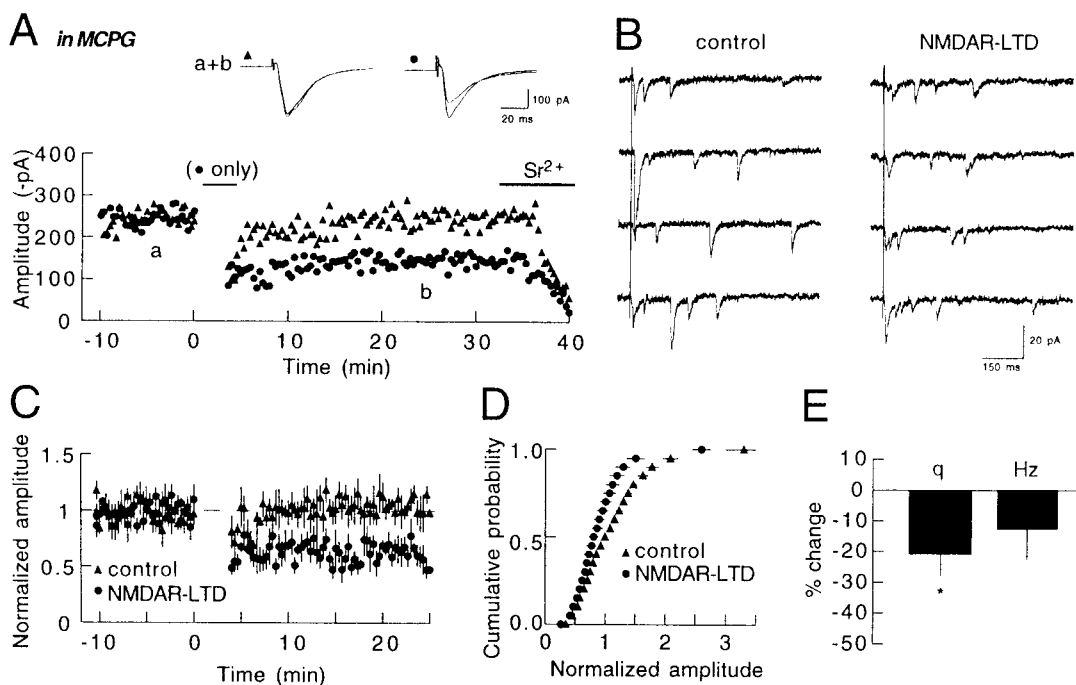 A in MCPG
a+b
100 pA
20 ms
(● only)
Sr2+
a
b
400
300
200
100
0
Amplitude (-pA)
-10
0
10
20
30
40
Time (min)
B
control
NMDAR-LTD
20 pA
150 ms
C
1.5
1
0.5
0
Normalized amplitude
control
NMDAR-LTD
-10
0
10
20
Time (min)
D
1.0
0.5
0.0
Cumulative probability
control
NMDAR-LTD
0
1
2
3
Normalized amplitude
E
q
Hz
10
0
-10
-20
-30
-40
-50
% change
*